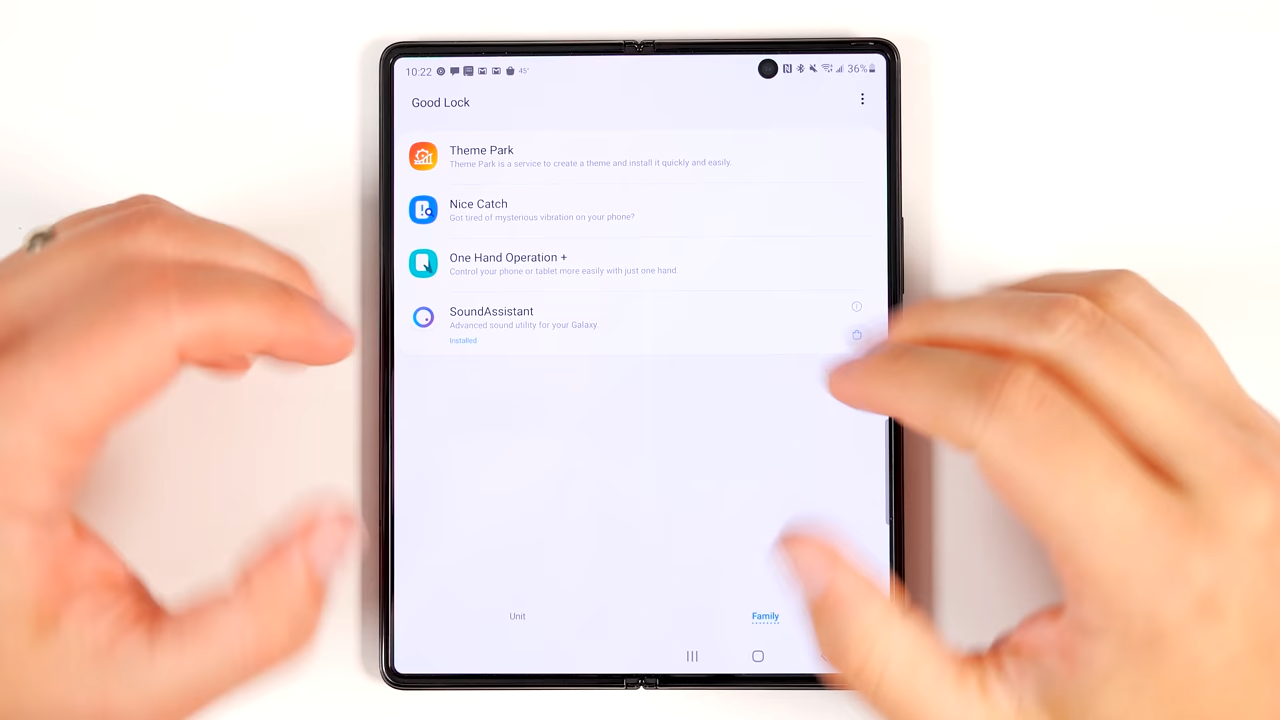 10:22
45°
36%
Good Lock
Theme Park
Theme Park is a service to create a theme and install it quickly and easily.
Nice Catch
Got tired of mysterious vibration on your phone?
One Hand Operation +
Control your phone or tablet more easily with just one hand
SoundAssistant
Advanced sound utility for your Galaxy.
Installed
Unit
Family